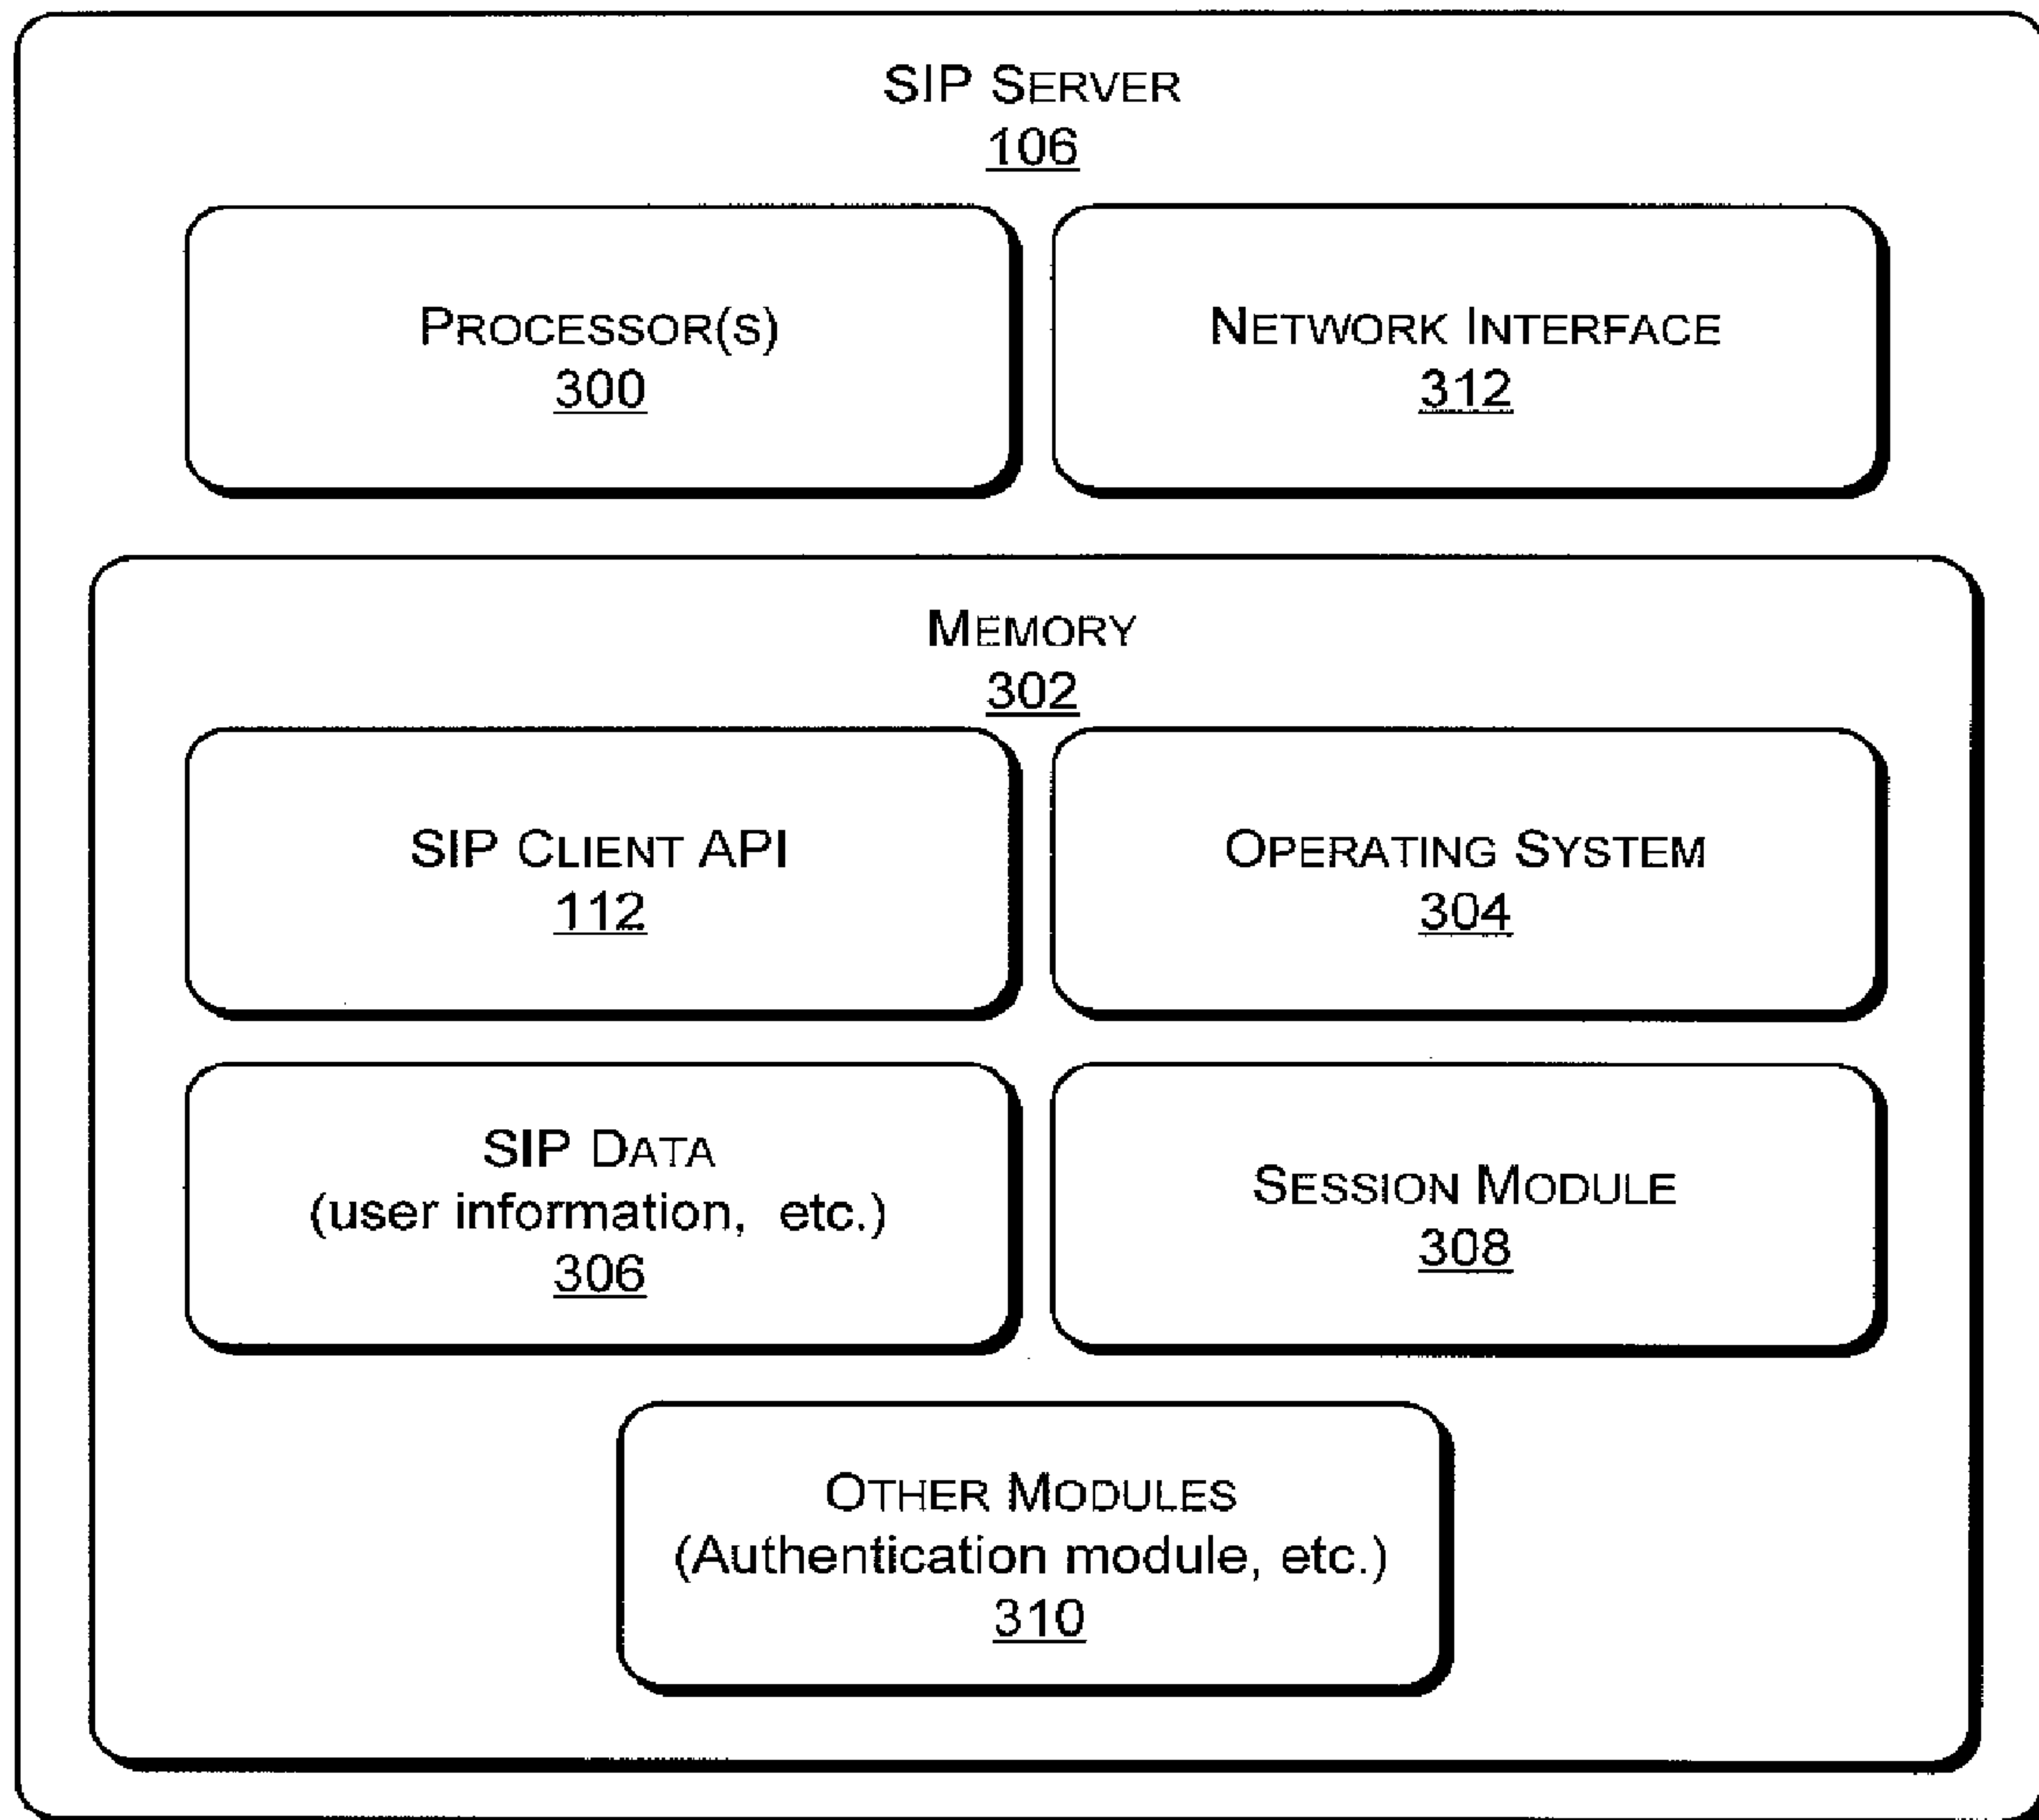 SIP SERVER
106
PROCESSOR(S)
300
NETWORK INTERFACE
312
MEMORY
302
SIP CLIENT API
112
OPERATING SYSTEM
304
SIP DATA
(user information, etc.)
306
SESSION MODULE
308
OTHER MODULES
(Authentication module, etc.)
310